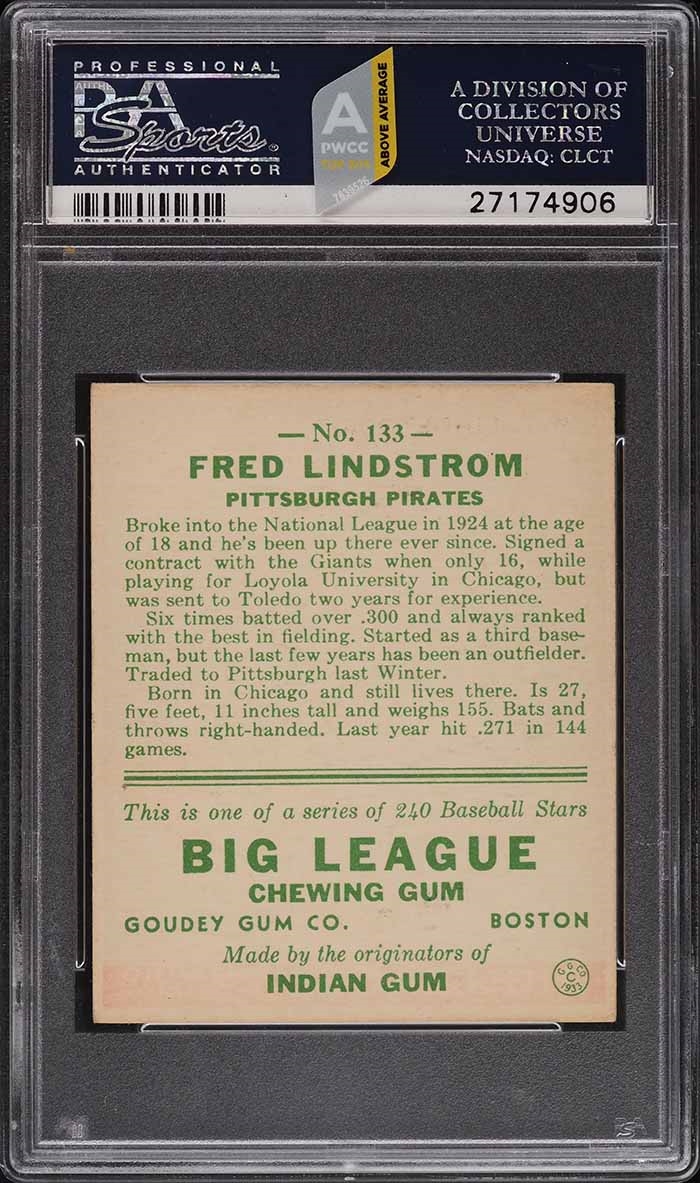 PROFESSIONAL
PSA
Sports®
AUTHENTICATOR
A
PWCC
ABOVE AVERAGE
A DIVISION OF
COLLECTORS
UNIVERSE
NASDAQ: CLCT
27174906
— No. 133 —
FRED LINDSTROM
PITTSBURGH PIRATES
Broke into the National League in 1924 at the age
of 18 and he's been up there ever since. Signed a
contract with the Giants when only 16, while
playing for Loyola University in Chicago, but
was sent to Toledo two years for experience.
Six times batted over .300 and always ranked
with the best in fielding. Started as a third base-
man, but the last few years has been an outfielder.
Traded to Pittsburgh last Winter.
Born in Chicago and still lives there. Is 27,
five feet, 11 inches tall and weighs 155. Bats and
throws right-handed. Last year hit .271 in 144
games.
This is one of a series of 240 Baseball Stars
BIG LEAGUE
CHEWING GUM
GOUDEY GUM CO. BOSTON
Made by the originators of
INDIAN GUM
G G CO
C
1933